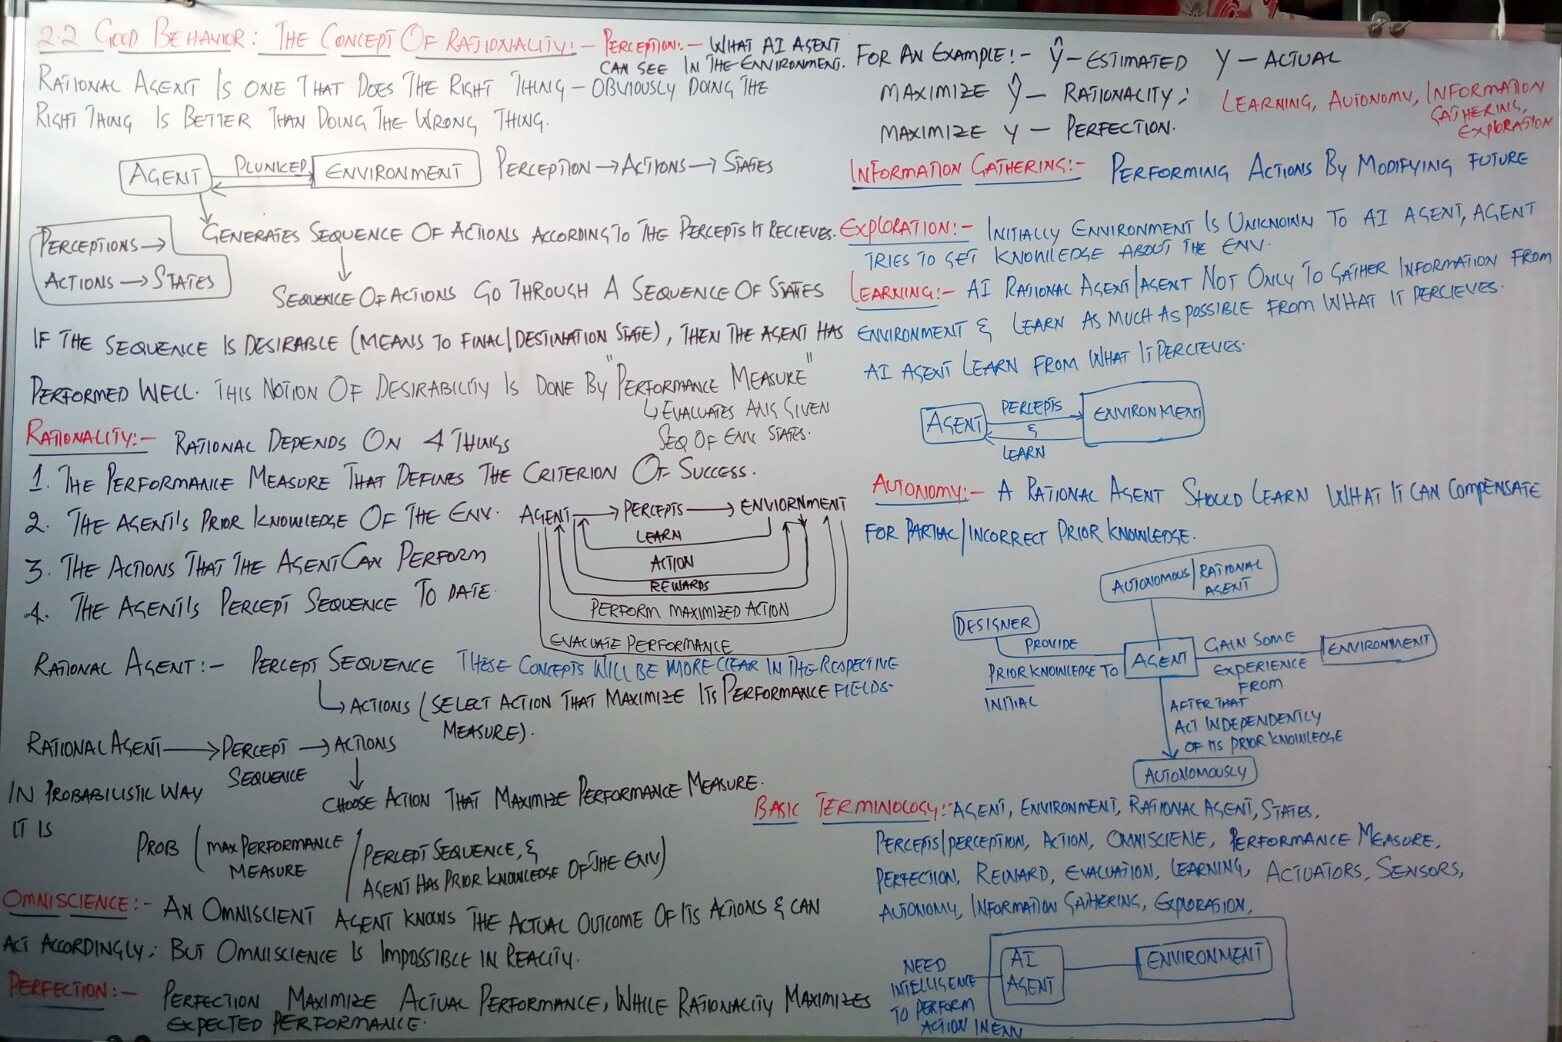 2.2 GOOD BEHAVIOR: THE CONCEPT OF RATIONALITY:- PERCEPTION:- WHAT AI AGENT
CAN SEE IN THE ENVIRONMENT.
RATIONAL AGENT IS ONE THAT DOES THE RIGHT THING - OBVIOUSLY DOING THE
RIGHT THING IS BETTER THAN DOING THE WRONG THING.
AGENT PLUNKED ENVIRONMENT PERCEPTION → ACTIONS → STATES
GENERATES SEQUENCE OF ACTIONS ACCORDING TO THE PERCEPTS IT RECIEVES.
PERCEPTIONS →
ACTIONS → STATES
SEQUENCE OF ACTIONS GO THROUGH A SEQUENCE OF STATES
IF THE SEQUENCE IS DESIRABLE (MEANS TO FINAL/DESTINATION STATE), THEN THE AGENT HAS
PERFORMED WELL. THIS NOTION OF DESIRABILITY IS DONE BY "PERFORMANCE MEASURE"
↳ EVALUATES ANY GIVEN
SEQ OF ENV STATES.
RATIONALITY:- RATIONAL DEPENDS ON 4 THINGS
1. THE PERFORMANCE MEASURE THAT DEFINES THE CRITERION OF SUCCESS.
2. THE AGENT'S PRIOR KNOWLEDGE OF THE ENV.
3. THE ACTIONS THAT THE AGENT CAN PERFORM
4. THE AGENT'S PERCEPT SEQUENCE TO DATE.
AGENT → PERCEPTS → ENVIORNMENT
LEARN
ACTION
REWARDS
PERFORM MAXIMIZED ACTION
EVALUATE PERFORMANCE
RATIONAL AGENT:- PERCEPT SEQUENCE THESE CONCEPTS WILL BE MORE CLEAR IN THE RESPECTIVE
FIELDS.
↳ ACTIONS (SELECT ACTION THAT MAXIMIZE ITS PERFORMANCE
MEASURE).
RATIONAL AGENT → PERCEPT → ACTIONS
SEQUENCE
CHOOSE ACTION THAT MAXIMIZE PERFORMANCE MEASURE.
IN PROBABILISTIC WAY
IT IS
PROB (MAX PERFORMANCE
MEASURE / PERCEPT SEQUENCE, &
AGENT HAS PRIOR KNOWLEDGE OF THE ENV)
OMNISCIENCE:- AN OMNISCIENT AGENT KNOWS THE ACTUAL OUTCOME OF ITS ACTIONS & CAN
ACT ACCORDINGLY; BUT OMNISCIENCE IS IMPOSSIBLE IN REALITY.
PERFECTION:- PERFECTION MAXIMIZE ACTUAL PERFORMANCE, WHILE RATIONALITY MAXIMIZES
EXPECTED PERFORMANCE.
FOR AN EXAMPLE:- Ŷ - ESTIMATED Y - ACTUAL
MAXIMIZE Ŷ - RATIONALITY;
MAXIMIZE Y - PERFECTION.
LEARNING, AUTONOMY, INFORMATION
GATHERING,
EXPLORATION
INFORMATION GATHERING:- PERFORMING ACTIONS BY MODIFYING FUTURE
EXPLORATION:- INITIALLY ENVIRONMENT IS UNKNOWN TO AI AGENT, AGENT
TRIES TO GET KNOWLEDGE ABOUT THE ENV.
LEARNING:- AI RATIONAL AGENT/AGENT NOT ONLY TO GATHER INFORMATION FROM
ENVIRONMENT & LEARN AS MUCH AS POSSIBLE FROM WHAT IT PERCIEVES.
AI AGENT LEARN FROM WHAT IT PERCIEVES.
AGENT PERCEPTS ENVIRONMENT
&
LEARN
AUTONOMY:- A RATIONAL AGENT SHOULD LEARN WHAT IT CAN COMPENSATE
FOR PARTIAL/INCORRECT PRIOR KNOWLEDGE.
AUTONOMOUS/RATIONAL
AGENT
DESIGNER
PROVIDE
PRIOR KNOWLEDGE TO
INITIAL
AGENT
GAIN SOME
EXPERIENCE
FROM
ENVIRONMENT
AFTER THAT
ACT INDEPENDENTLY
OF ITS PRIOR KNOWLEDGE
AUTONOMOUSLY
BASIC TERMINOLOGY:- AGENT, ENVIRONMENT, RATIONAL AGENT, STATES,
PERCEPTS/PERCEPTION, ACTION, OMNISCIENE, PERFORMANCE MEASURE,
PERFECTION, REWARD, EVALUATION, LEARNING, ACTUATORS, SENSORS,
AUTONOMY, INFORMATION GATHERING, EXPLORATION,
NEED
INTELLIGENCE
TO PERFORM
ACTION IN ENV
AI
AGENT
ENVIRONMENT